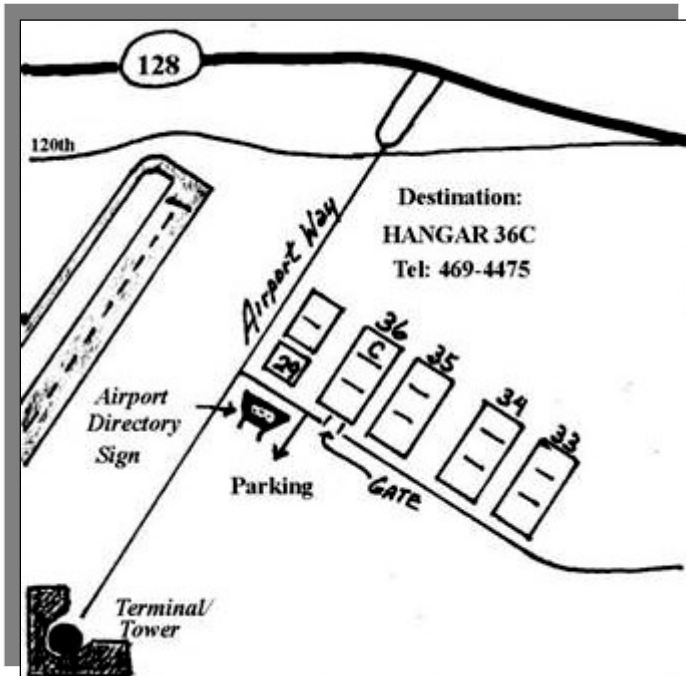 128
120th
Destination:
HANGAR 36C
Tel: 469-4475
Airport Way
36
C
35
29
34
33
Airport
Directory
Sign
Parking
GATE
Terminal/
Tower